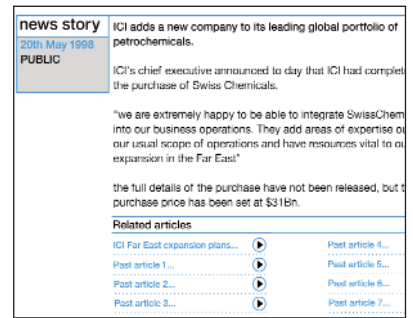 news story
20th May 1998
PUBLIC
ICI adds a new company to its leading global portfolio of
petrochemicals.
ICI's chief executive announced to day that ICI had complet
the purchase of Swiss Chemicals.
"we are extremely happy to be able to integrate SwissChem
into our business operations. They add areas of expertise ou
our usual scope of operations and have resources vital to ou
expansion in the Far East"
the full details of the purchase have not been released, but t
purchase price has been set at $31Bn.
Related articles
ICI Far East expansion plans... Past article 4...
Past article 1... Past article 5...
Past article 2... Past article 6...
Past article 3... Past article 7...